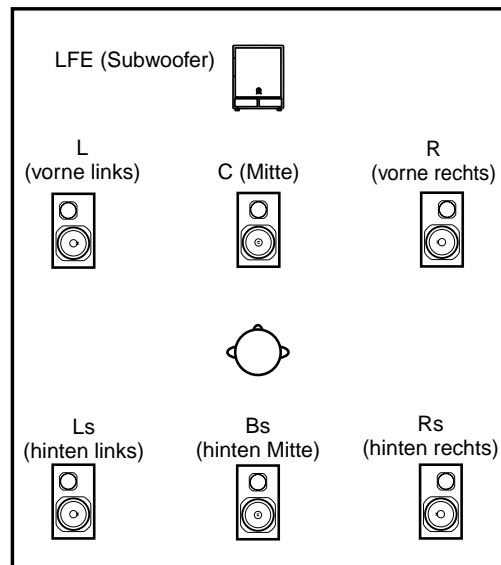 LFE (Subwoofer)
L
(vorne links)
C (Mitte)
R
(vorne rechts)
Ls
(hinten links)
Bs
(hinten Mitte)
Rs
(hinten rechts)